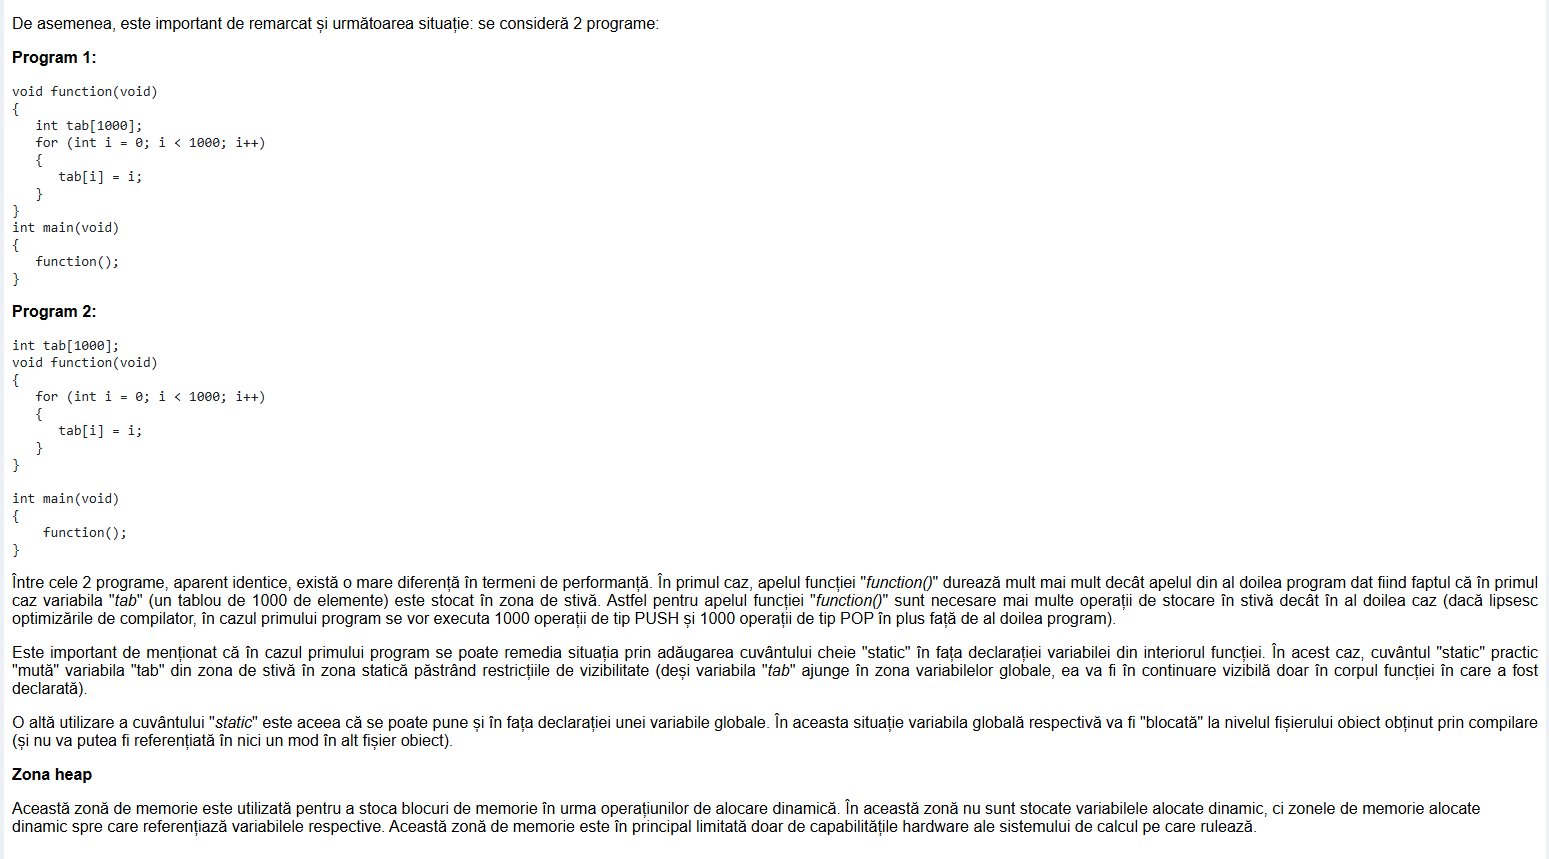 De asemenea, este important de remarcat și următoarea situație: se consideră 2 programe:
Program 1:
void function(void)
{
   int tab[1000];
   for (int i = 0; i < 1000; i++)
   {
      tab[i] = i;
   }
}
int main(void)
{
   function();
}
Program 2:
int tab[1000];
void function(void)
{
   for (int i = 0; i < 1000; i++)
   {
      tab[i] = i;
   }
}
int main(void)
{
    function();
}
Între cele 2 programe, aparent identice, există o mare diferență în termeni de performanță. În primul caz, apelul funcției "function()" durează mult mai mult decât apelul din al doilea program dat fiind faptul că în primul
caz variabila "tab" (un tablou de 1000 de elemente) este stocat în zona de stivă. Astfel pentru apelul funcției "function()" sunt necesare mai multe operații de stocare în stivă decât în al doilea caz (dacă lipsesc
optimizările de compilator, în cazul primului program se vor executa 1000 operații de tip PUSH și 1000 operații de tip POP în plus față de al doilea program).
Este important de menționat că în cazul primului program se poate remedia situația prin adăugarea cuvântului cheie "static" în fața declarației variabilei din interiorul funcției. În acest caz, cuvântul "static" practic
"mută" variabila "tab" din zona de stivă în zona statică păstrând restricțiile de vizibilitate (deși variabila "tab" ajunge în zona variabilelor globale, ea va fi în continuare vizibilă doar în corpul funcției în care a fost
declarată).
O altă utilizare a cuvântului "static" este aceea că se poate pune și în fața declarației unei variabile globale. În aceasta situație variabila globală respectivă va fi "blocată" la nivelul fișierului obiect obținut prin compilare
(și nu va putea fi referențiată în nici un mod în alt fișier obiect).
Zona heap
Această zonă de memorie este utilizată pentru a stoca blocuri de memorie în urma operațiunilor de alocare dinamică. În această zonă nu sunt stocate variabilele alocate dinamic, ci zonele de memorie alocate
dinamic spre care referențiază variabilele respective. Această zonă de memorie este în principal limitată doar de capabilitățile hardware ale sistemului de calcul pe care rulează.